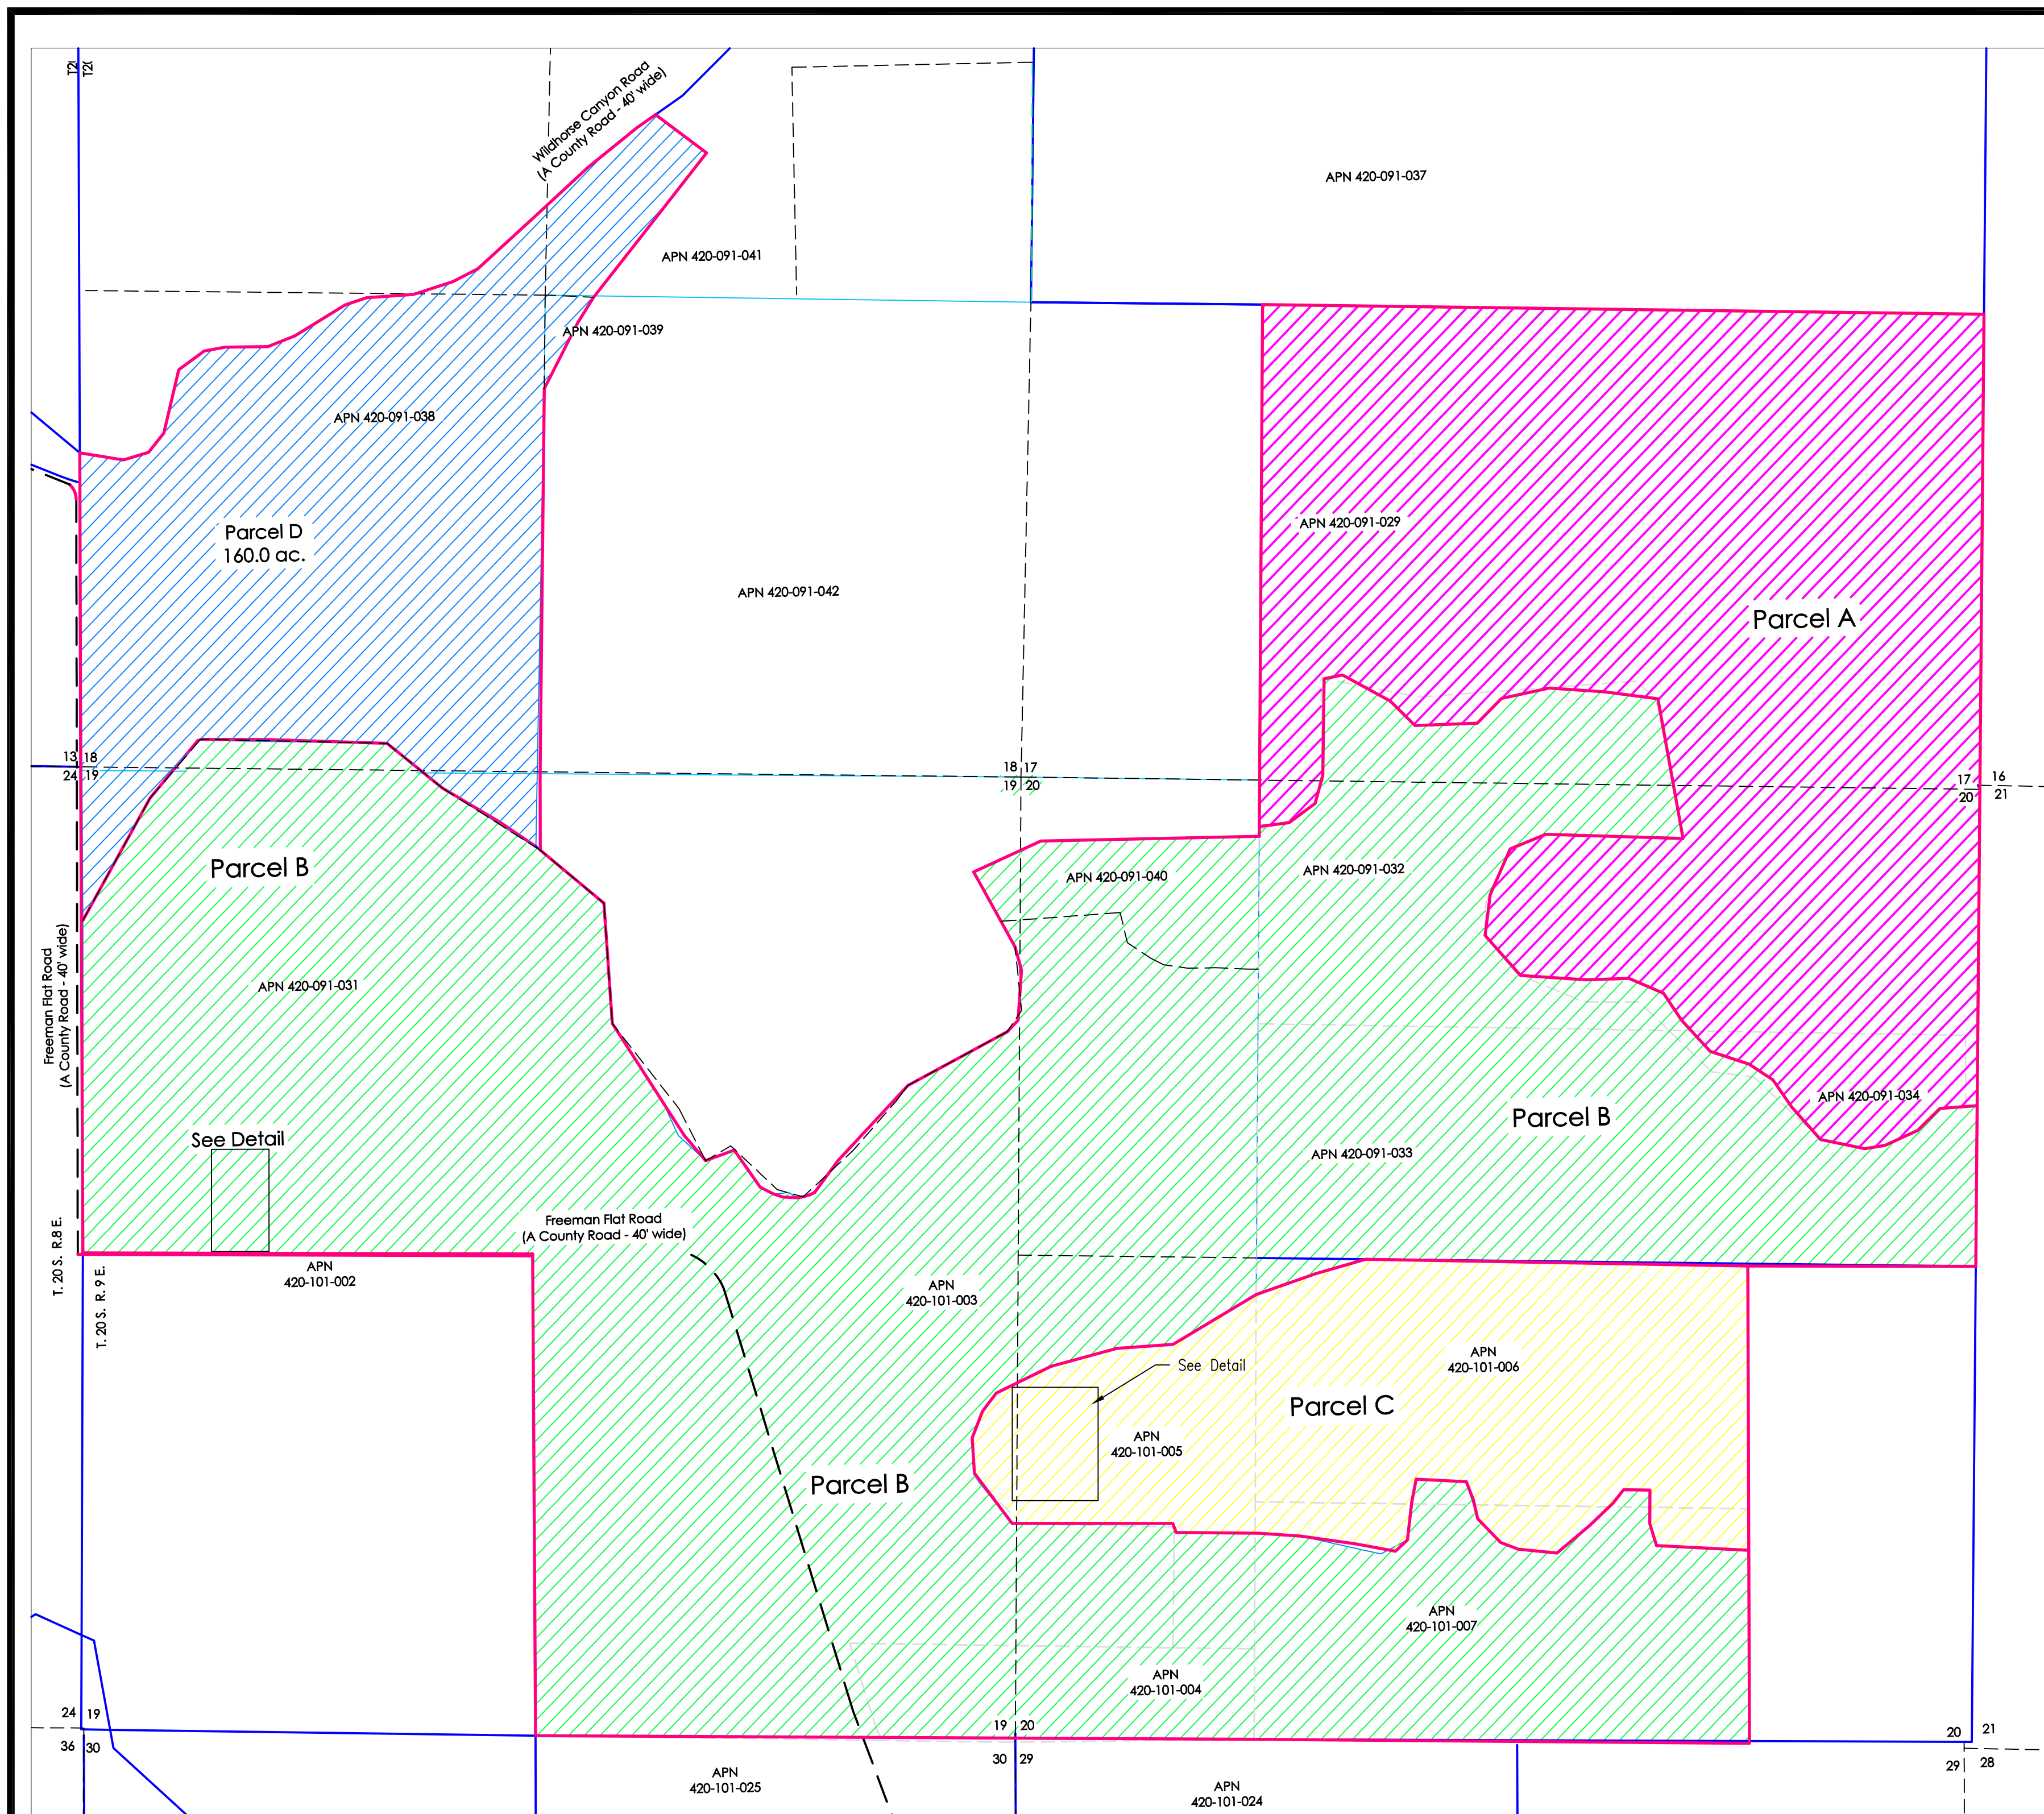 Wildhorse Canyon Road
(A County Road - 40' wide)
APN 420-091-037
APN 420-091-041
APN 420-091-039
APN 420-091-038
APN 420-091-029
Parcel D
160.0 ac.
APN 420-091-042
Parcel A
13 18
24 19
18 17
19 20
17 16
20 21
Parcel B
APN 420-091-040
APN 420-091-032
Freeman Flat Road
(A County Road - 40' wide)
APN 420-091-031
APN 420-091-034
Parcel B
See Detail
APN 420-091-033
Freeman Flat Road
(A County Road - 40' wide)
T. 20 S. R.8 E.
T. 20 S. R. 9 E.
APN
420-101-002
APN
420-101-003
See Detail
APN
420-101-006
Parcel C
APN
420-101-005
Parcel B
APN
420-101-007
APN
420-101-004
24 19
36 30
19 20
30 29
20 21
29 28
APN
420-101-025
APN
420-101-024